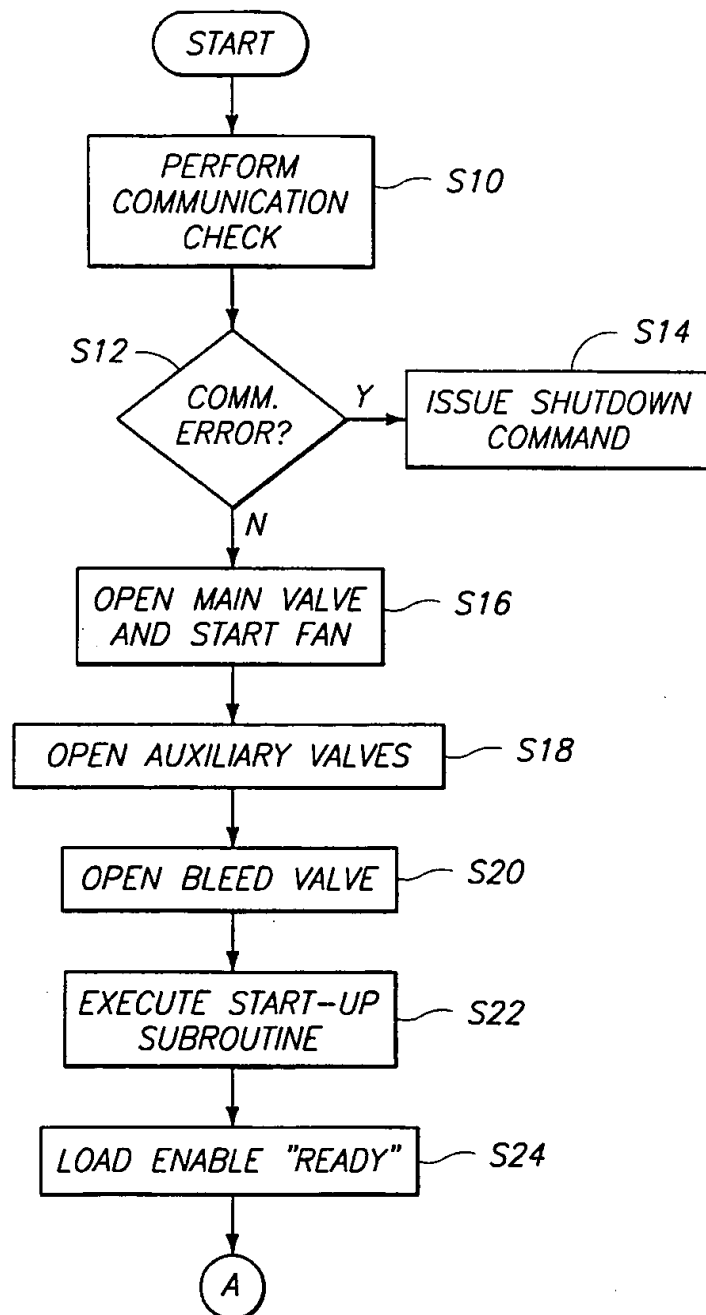 START
PERFORM
COMMUNICATION
CHECK
S10
S12
COMM.
ERROR?
Y
S14
ISSUE SHUTDOWN
COMMAND
N
OPEN MAIN VALVE
AND START FAN
S16
OPEN AUXILIARY VALVES
S18
OPEN BLEED VALVE
S20
EXECUTE START-UP
SUBROUTINE
S22
LOAD ENABLE "READY"
S24
A